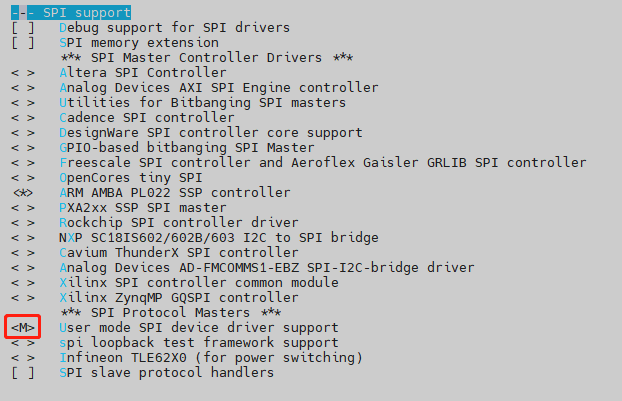 --- SPI support
[ ] Debug support for SPI drivers
[ ] SPI memory extension
*** SPI Master Controller Drivers ***
< > Altera SPI Controller
< > Analog Devices AXI SPI Engine controller
< > Utilities for Bitbanging SPI masters
< > Cadence SPI controller
< > DesignWare SPI controller core support
< > GPIO-based bitbanging SPI Master
< > Freescale SPI controller and Aeroflex Gaisler GRLIB SPI controller
< > OpenCores tiny SPI
<*> ARM AMBA PL022 SSP controller
< > PXA2xx SSP SPI master
< > Rockchip SPI controller driver
< > NXP SC18IS602/602B/603 I2C to SPI bridge
< > Cavium ThunderX SPI controller
< > Analog Devices AD-FMCOMMS1-EBZ SPI-I2C-bridge driver
< > Xilinx SPI controller common module
< > Xilinx ZynqMP GQSPI controller
*** SPI Protocol Masters ***
<M> User mode SPI device driver support
< > spi loopback test framework support
< > Infineon TLE62X0 (for power switching)
[ ] SPI slave protocol handlers